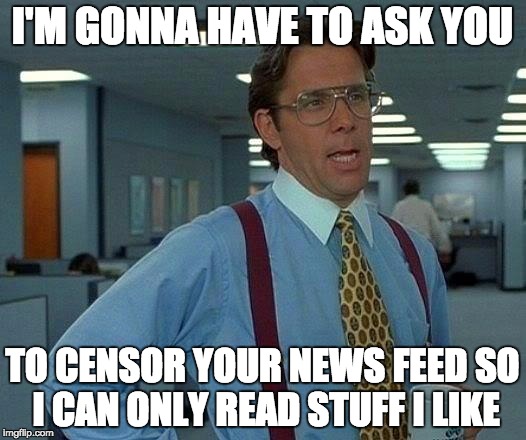 I'M GONNA HAVE TO ASK YOU
TO CENSOR YOUR NEWS FEED SO
I CAN ONLY READ STUFF I LIKE
imgflip.com